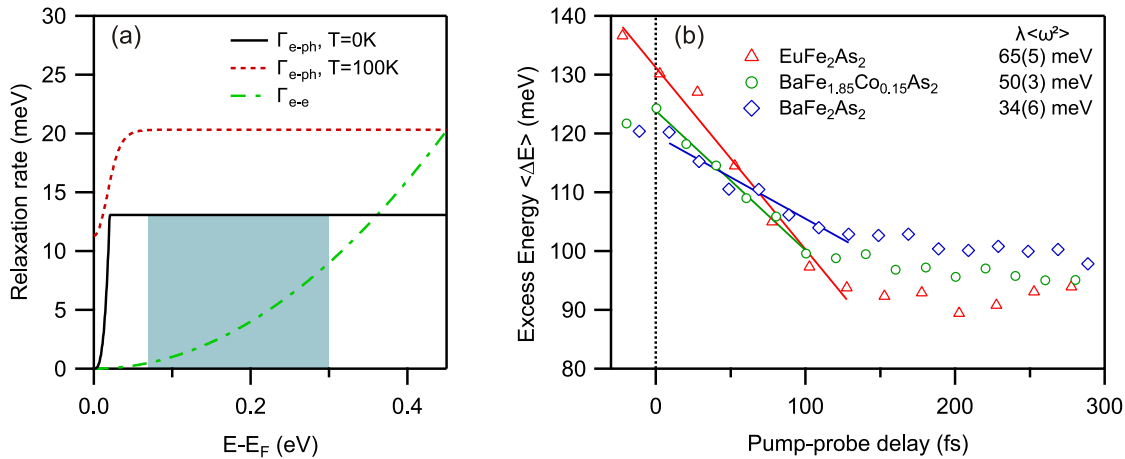 (a)
Γe-ph, T=0K
Γe-ph, T=100K
Γe-e
30
25
20
15
10
5
0
Relaxation rate (meV)
0.0
0.2
0.4
E-EF (eV)
(b)
λ<ω²>
EuFe2As2 65(5) meV
BaFe1.85Co0.15As2 50(3) meV
BaFe2As2 34(6) meV
140
130
120
110
100
90
80
Excess Energy <ΔE> (meV)
0
100
200
300
Pump-probe delay (fs)